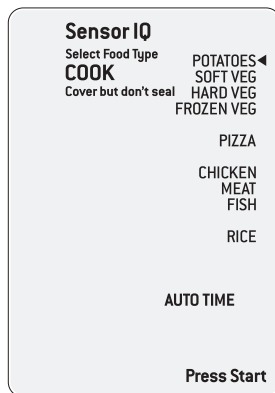 Sensor IQ
Select Food Type
COOK
Cover but don't seal
POTATOES
SOFT VEG
HARD VEG
FROZEN VEG
PIZZA
CHICKEN
MEAT
FISH
RICE
AUTO TIME
Press Start